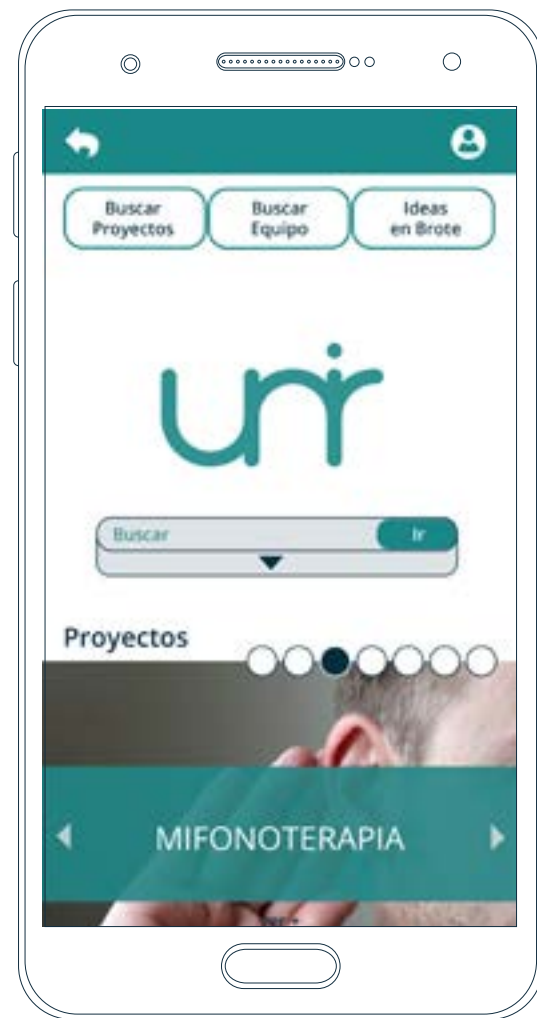 Buscar
Proyectos
Buscar
Equipo
Ideas
en Brote
unir
Buscar
Ir
Proyectos
MIFONOTERAPIA